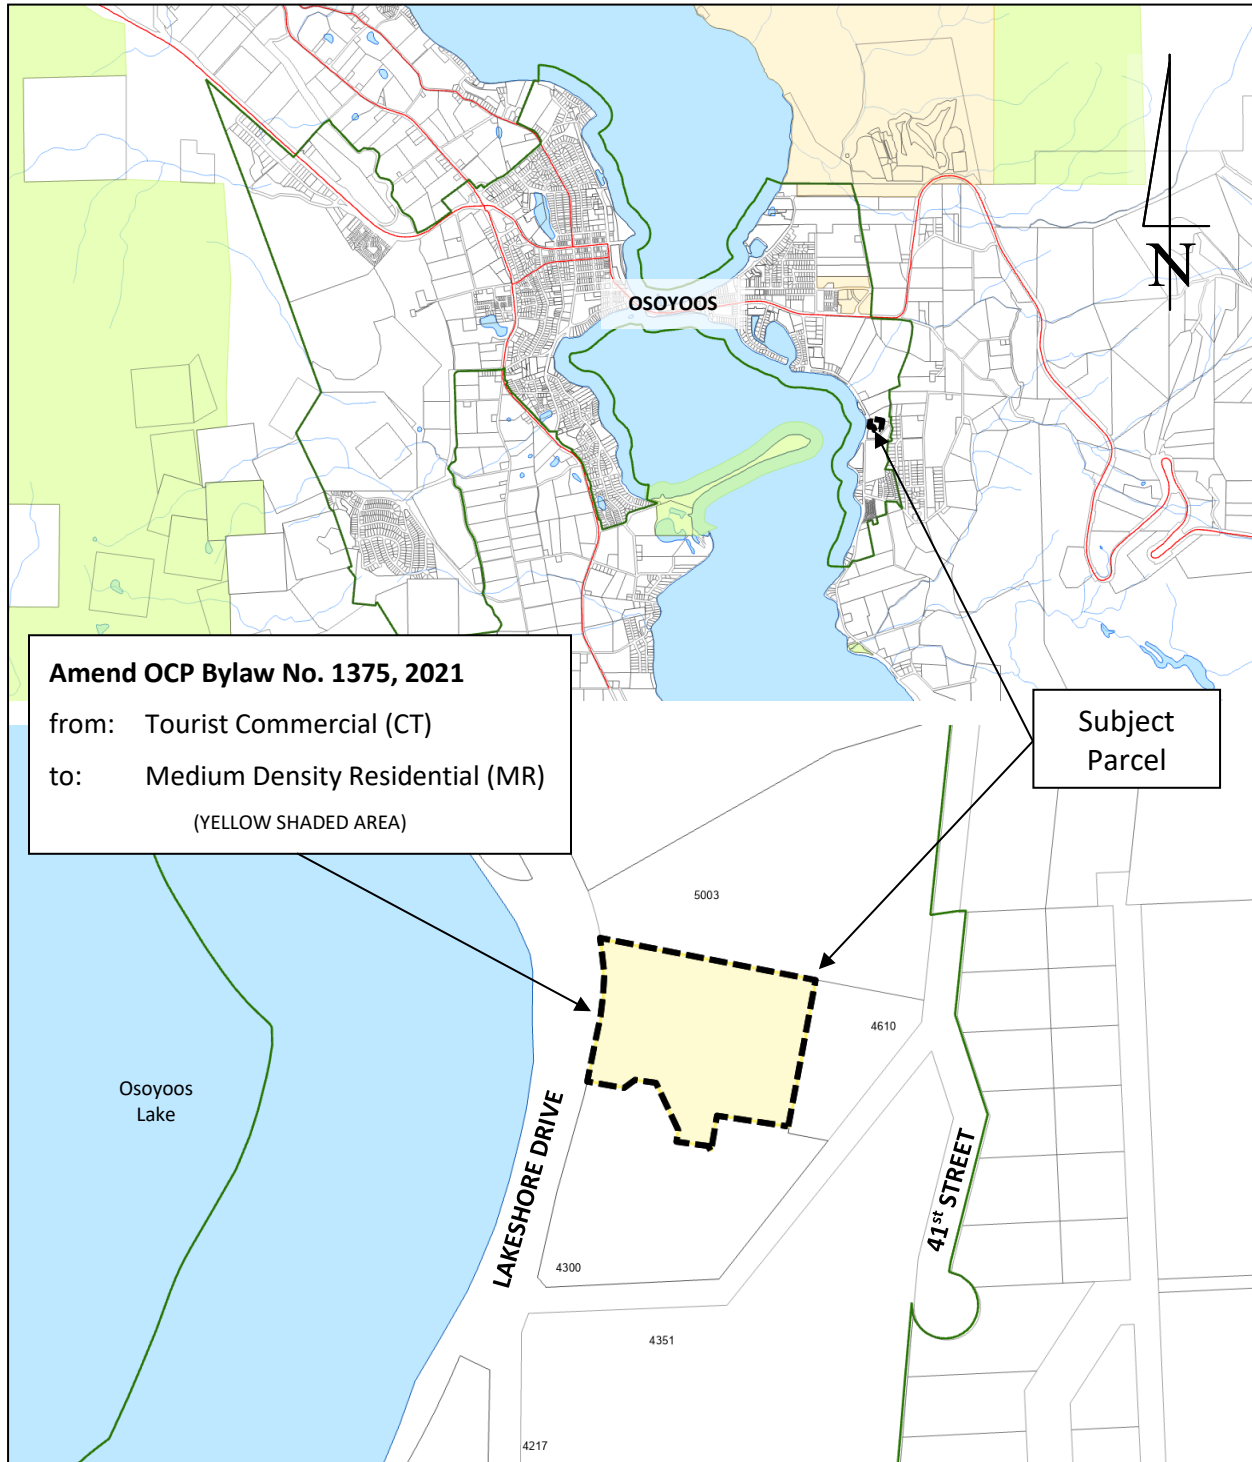 N
OSOYOOS
Amend OCP Bylaw No. 1375, 2021
from: Tourist Commercial (CT)
to: Medium Density Residential (MR)
(YELLOW SHADED AREA)
Subject
Parcel
5003
4610
Osoyoos
Lake
LAKESHORE DRIVE
41st STREET
4300
4351
4217